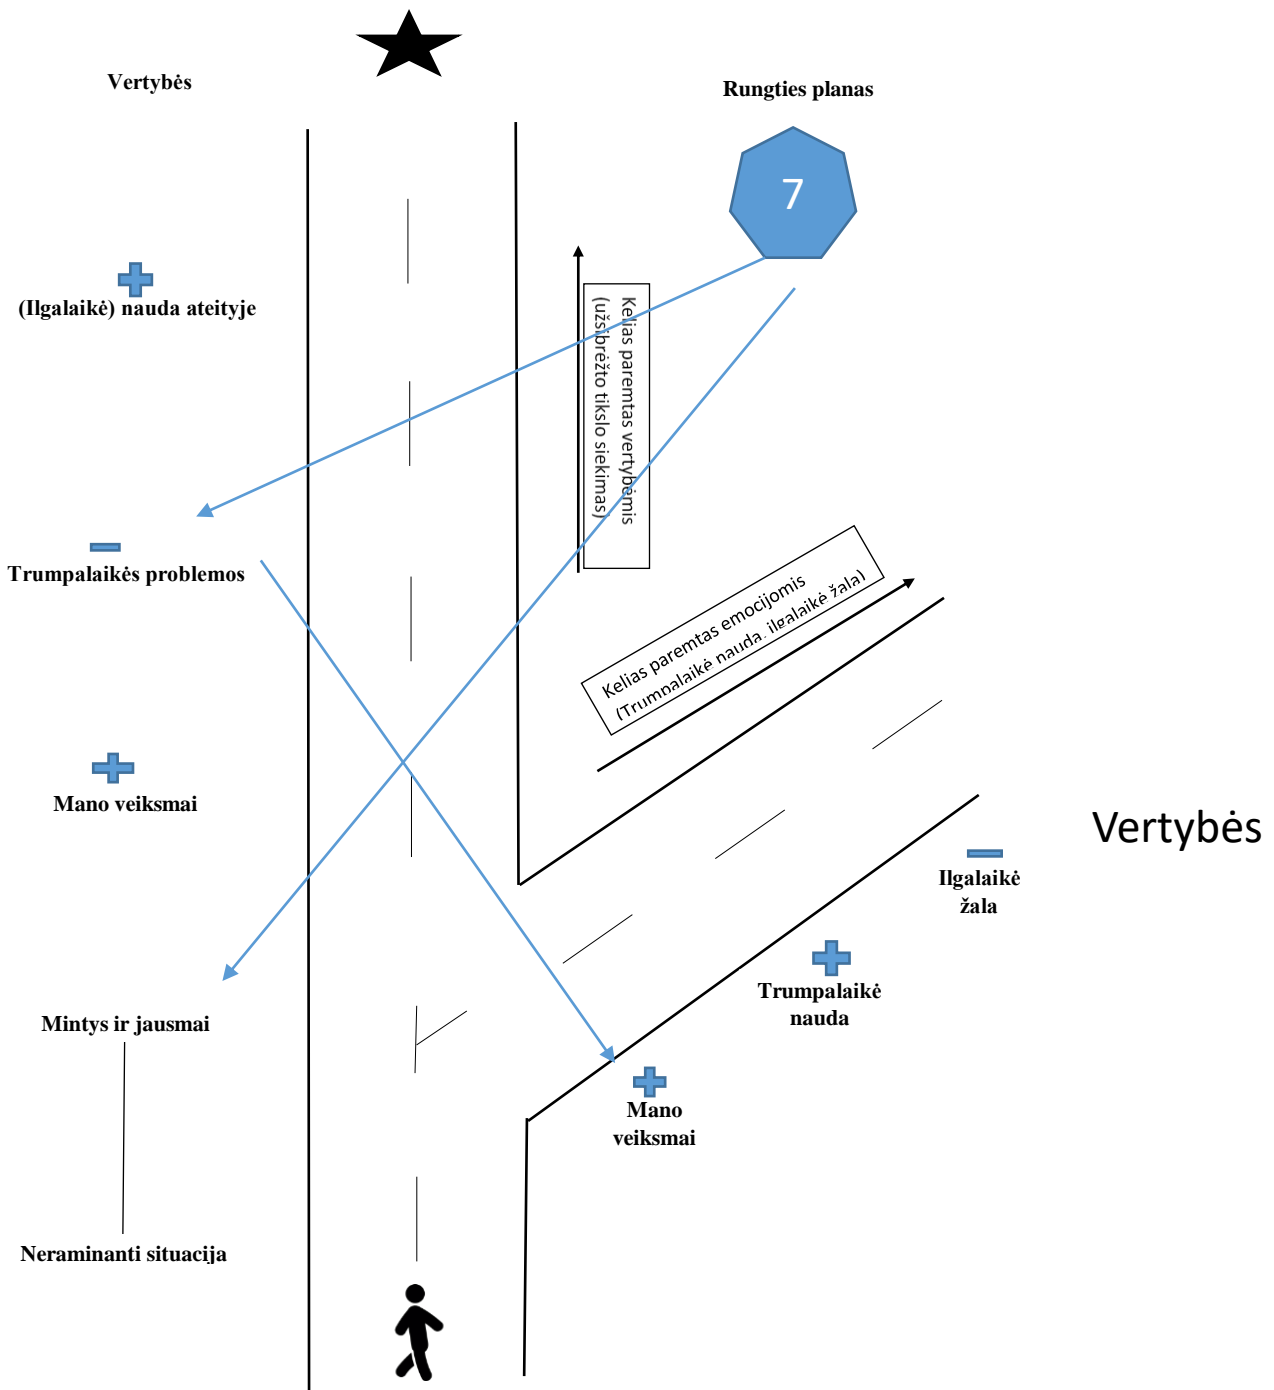 Vertybės
Rungties planas
7
(Ilgalaikė) nauda ateityje
Kelias paremtas vertybėmis
(užsibrėžto tikslo siekimas)
Trumpalaikės problemos
Kelias paremtas emocijomis
(Trumpalaikė nauda, ilgalaikė žala)
Mano veiksmai
Vertybės
Ilgalaikė
žala
Trumpalaikė
nauda
Mintys ir jausmai
Mano
veiksmai
Neraminanti situacija